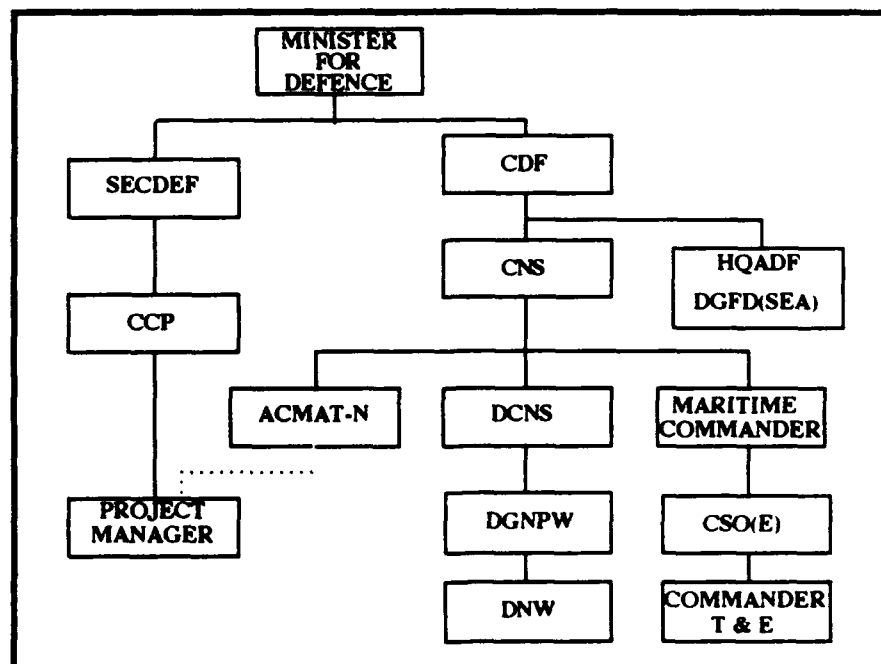 MINISTER
FOR
DEFENCE
SECDEF
CDF
CNS
HQADF
DGFD(SEA)
CCP
ACMAT-N
DCNS
MARITIME
COMMANDER
PROJECT
MANAGER
DGNPW
CSO(E)
DNW
COMMANDER
T & E